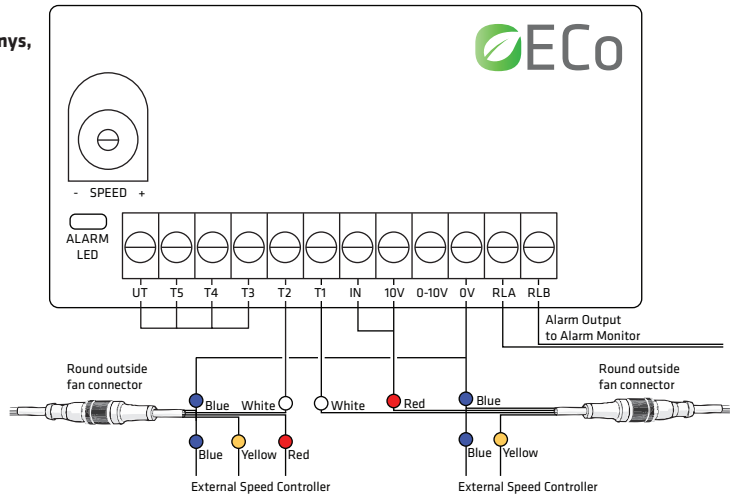 nys,
ECo
- SPEED +
ALARM
LED
UT T5 T4 T3 T2 T1 IN 10V 0-10V 0V RLA RLB
Alarm Output
to Alarm Monitor
Round outside
fan connector
Round outside
fan connector
Blue White White Red Blue
Blue Yellow Red Blue Yellow
External Speed Controller External Speed Controller